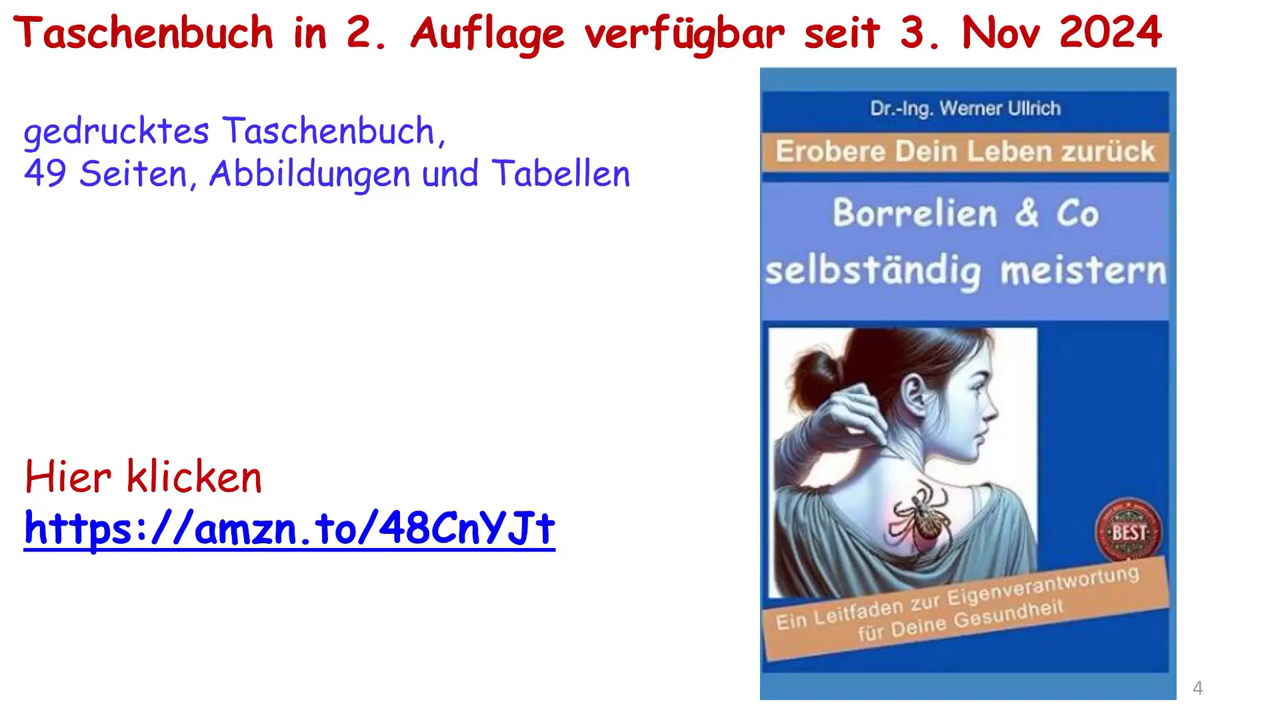 Taschenbuch in 2. Auflage verfügbar seit 3. Nov 2024
gedrucktes Taschenbuch,
49 Seiten, Abbildungen und Tabellen
Hier klicken
https://amzn.to/48CnYJt
Dr.-Ing. Werner Ullrich
Erobere Dein Leben zurück
Borrelien & Co
selbständig meistern
BEST
Ein Leitfaden zur Eigenverantwortung
für Deine Gesundheit
4